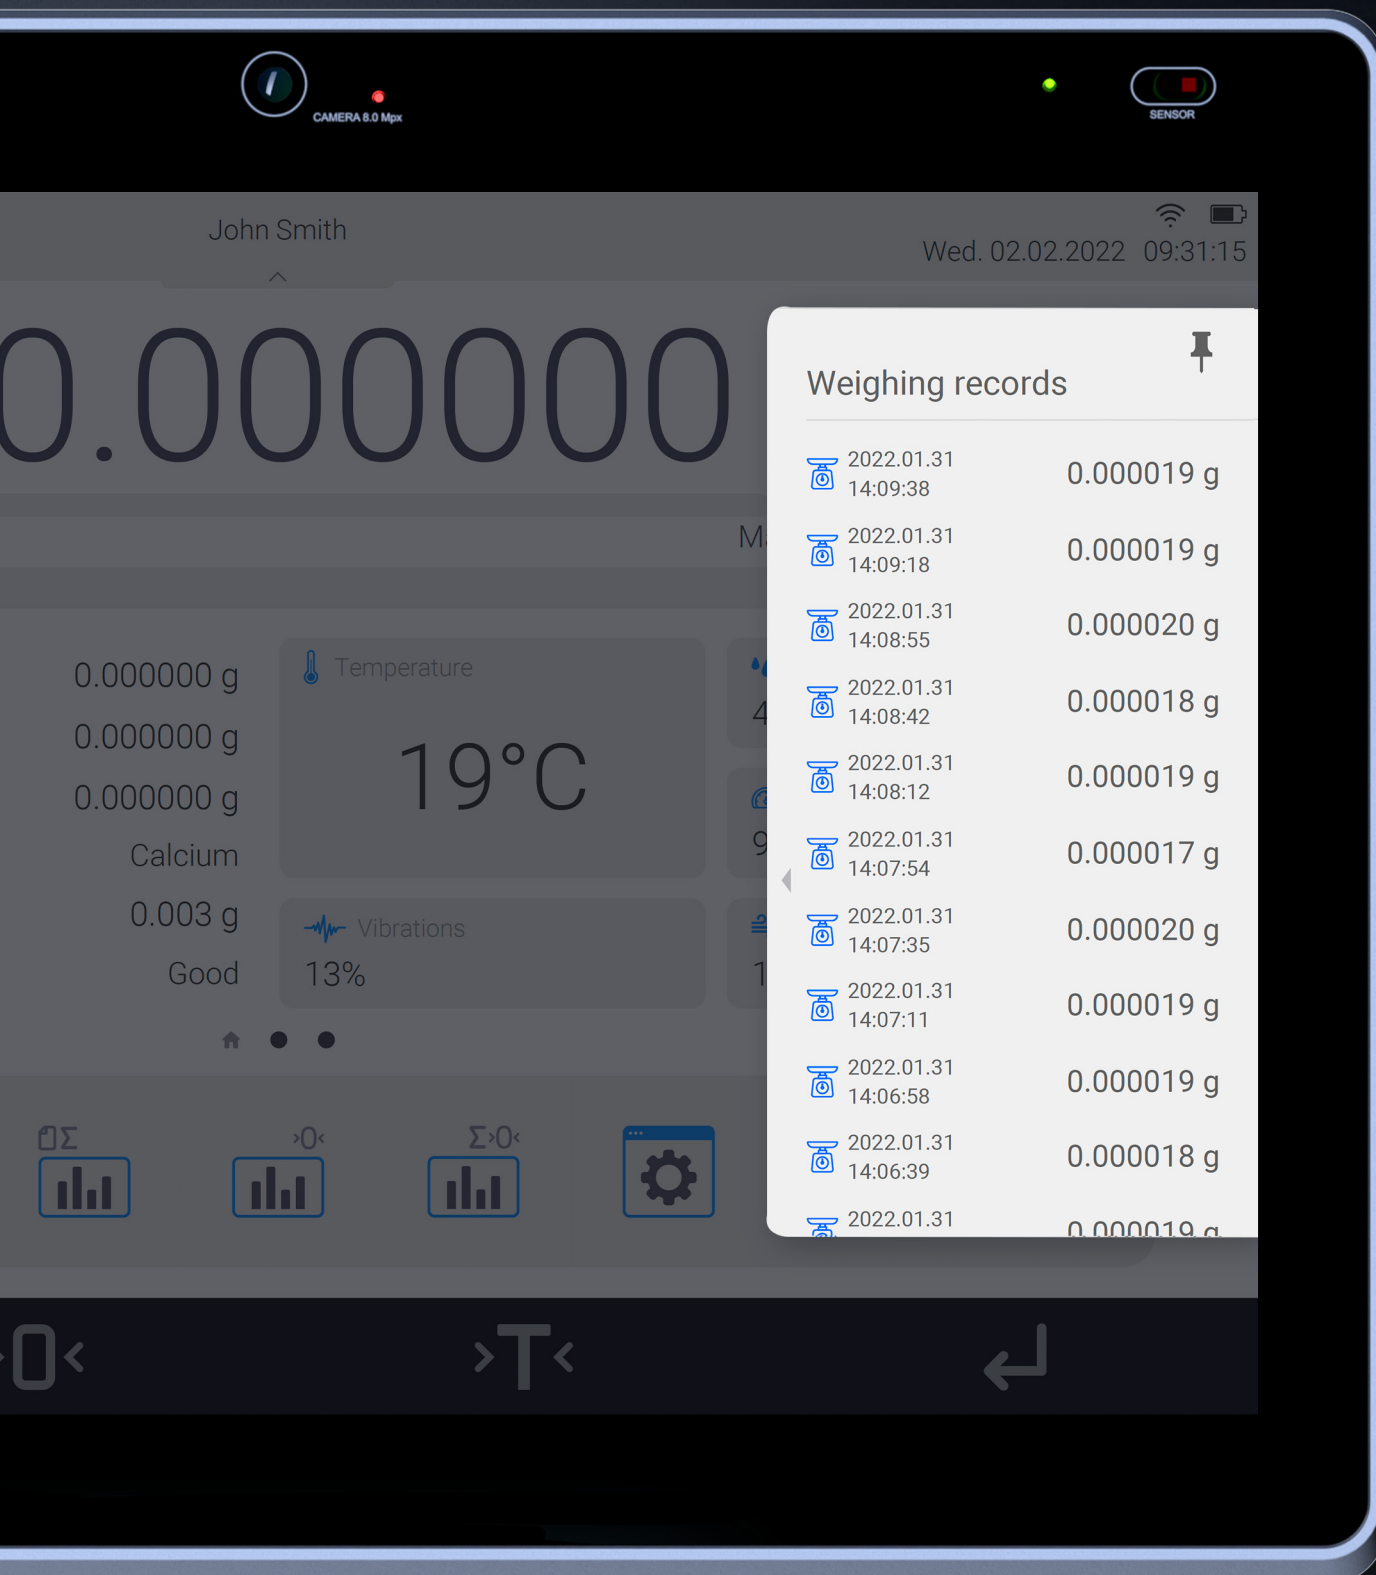 CAMERA 8.0 Mpx
SENSOR
John Smith
Wed. 02.02.2022 09:31:15
0.000000
Weighing records
2022.01.31
14:09:38
0.000019 g
2022.01.31
14:09:18
0.000019 g
2022.01.31
14:08:55
0.000020 g
2022.01.31
14:08:42
0.000018 g
2022.01.31
14:08:12
0.000019 g
2022.01.31
14:07:54
0.000017 g
2022.01.31
14:07:35
0.000020 g
2022.01.31
14:07:11
0.000019 g
2022.01.31
14:06:58
0.000019 g
2022.01.31
14:06:39
0.000018 g
2022.01.31
0.000019 g
0.000000 g
0.000000 g
0.000000 g
Calcium
0.003 g
Good
Temperature
19°C
Vibrations
13%
Σ
>0<
Σ>0<
0<
>T<